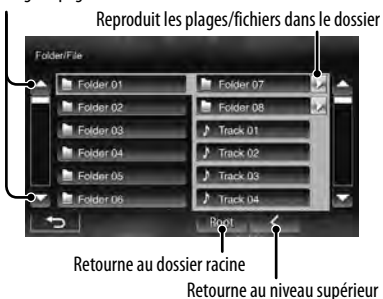 Reproduit les plages/fichiers dans le dossier
Folder/File
Folder 01
Folder 07
Folder 02
Folder 08
Folder 03
Track 01
Folder 04
Track 02
Folder 05
Track 03
Folder 06
Track 04
Root
Retourne au dossier racine
Retourne au niveau supérieur